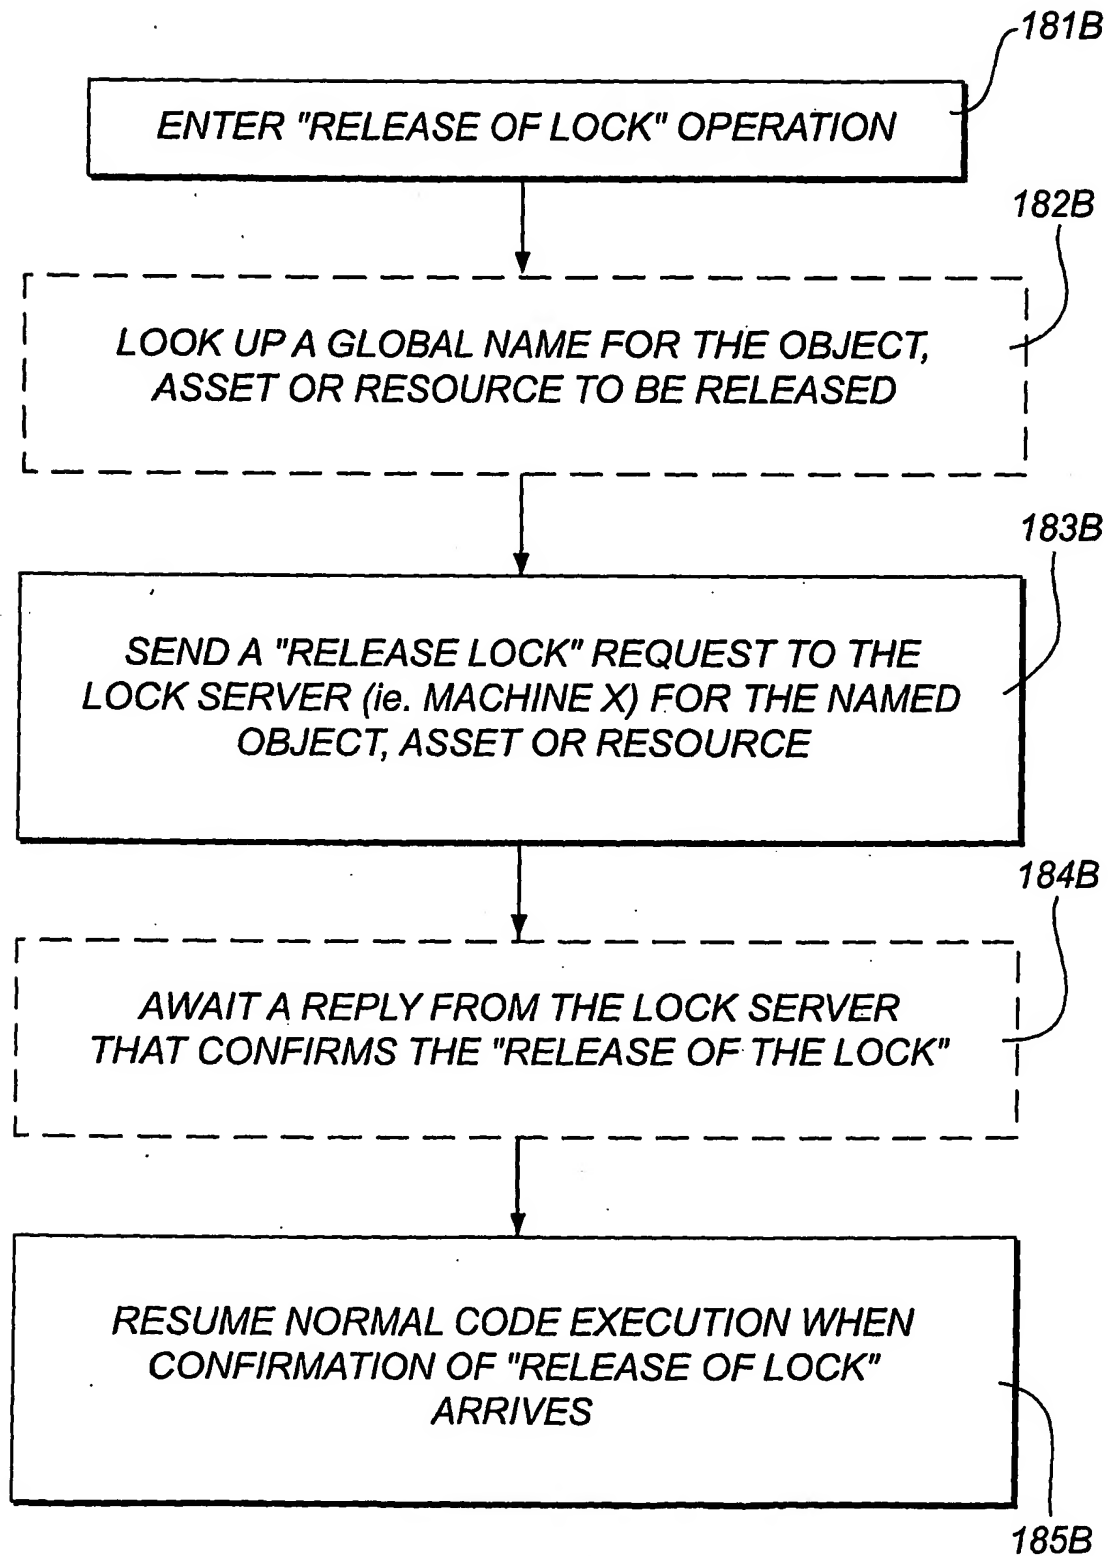 181B
ENTER "RELEASE OF LOCK" OPERATION
182B
LOOK UP A GLOBAL NAME FOR THE OBJECT,
ASSET OR RESOURCE TO BE RELEASED
183B
SEND A "RELEASE LOCK" REQUEST TO THE
LOCK SERVER (ie. MACHINE X) FOR THE NAMED
OBJECT, ASSET OR RESOURCE
184B
AWAIT A REPLY FROM THE LOCK SERVER
THAT CONFIRMS THE "RELEASE OF THE LOCK"
RESUME NORMAL CODE EXECUTION WHEN
CONFIRMATION OF "RELEASE OF LOCK"
ARRIVES
185B